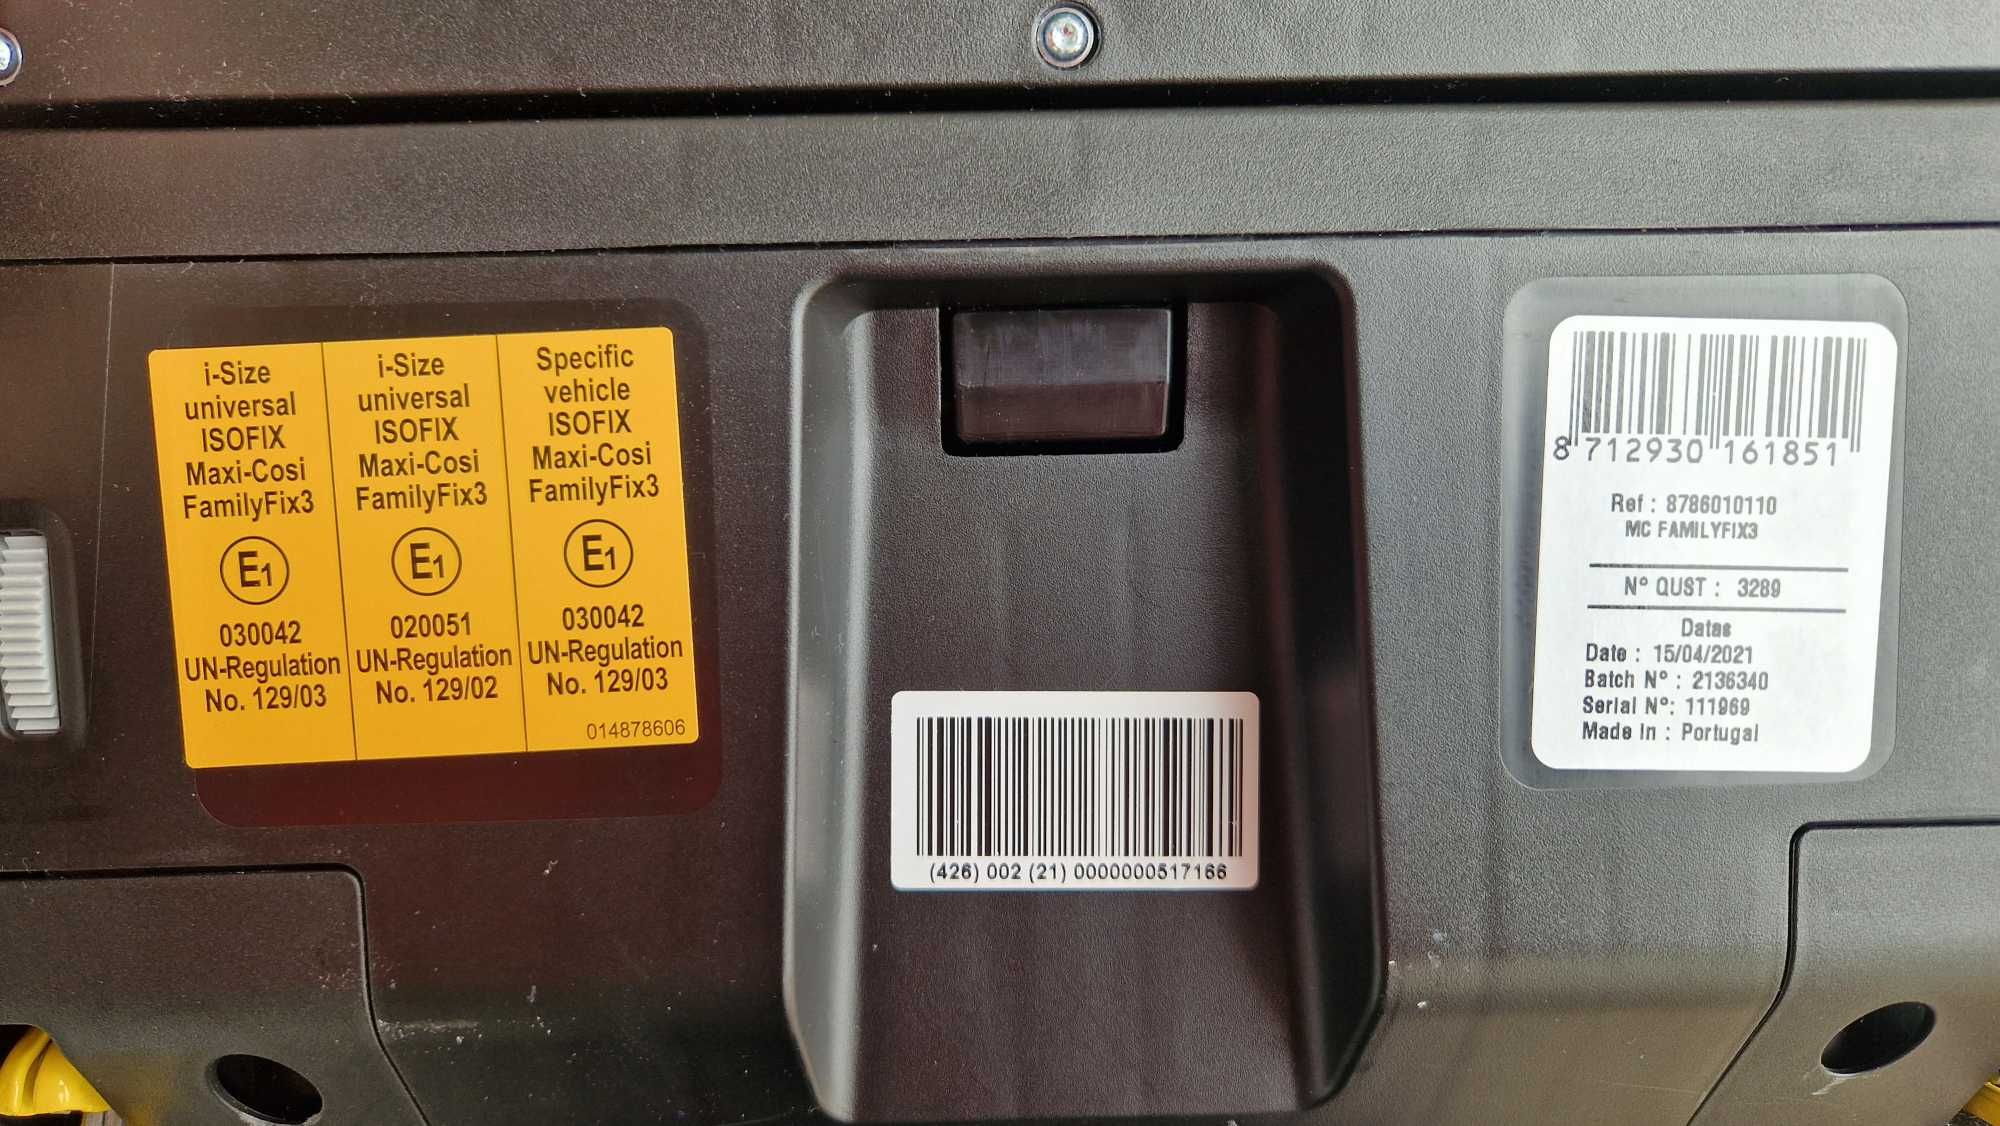 i-Size
universal
ISOFIX
Maxi-Cosi
FamilyFix3
E1
030042
UN-Regulation
No. 129/03
i-Size
universal
ISOFIX
Maxi-Cosi
FamilyFix3
E1
020051
UN-Regulation
No. 129/02
Specific
vehicle
ISOFIX
Maxi-Cosi
FamilyFix3
E1
030042
UN-Regulation
No. 129/03
014878606
(426) 002 (21) 0000000517166
8 712930 161851
Ref : 8786010110
MC FAMILYFIX3
N° QUST : 3289
Datas
Date : 15/04/2021
Batch N° : 2136340
Serial N°: 111969
Made In : Portugal